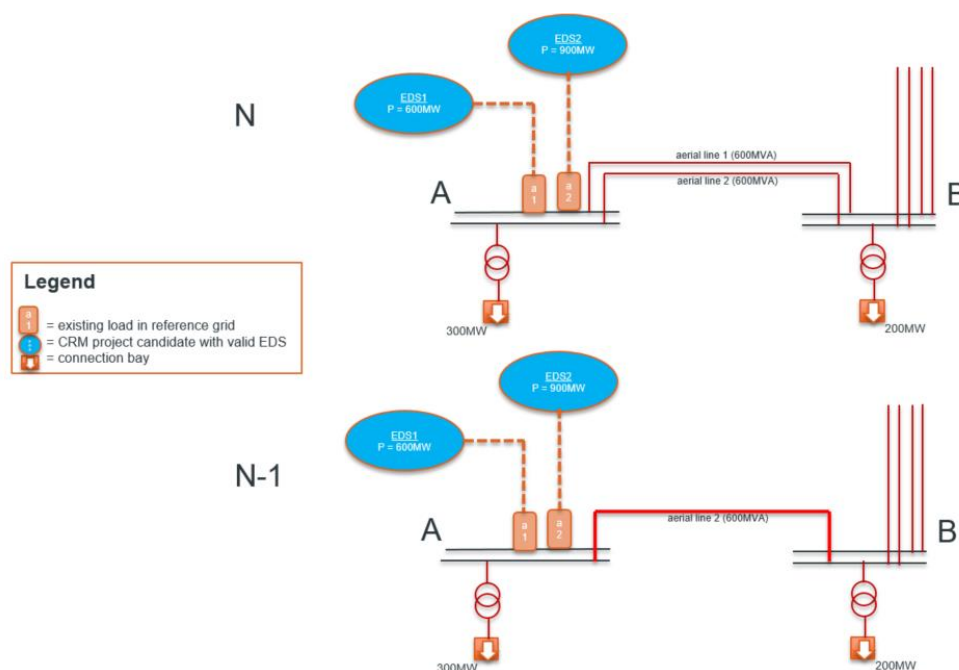 N
EDS1
P = 600MW
EDS2
P = 900MW
A
a
1
a
2
aerial line 1 (600MVA)
aerial line 2 (600MVA)
B
300MW
200MW
Legend
a
1
= existing load in reference grid
= CRM project candidate with valid EDS
= connection bay
N-1
EDS1
P = 600MW
EDS2
P = 900MW
A
a
1
a
2
aerial line 2 (600MVA)
B
300MW
200MW